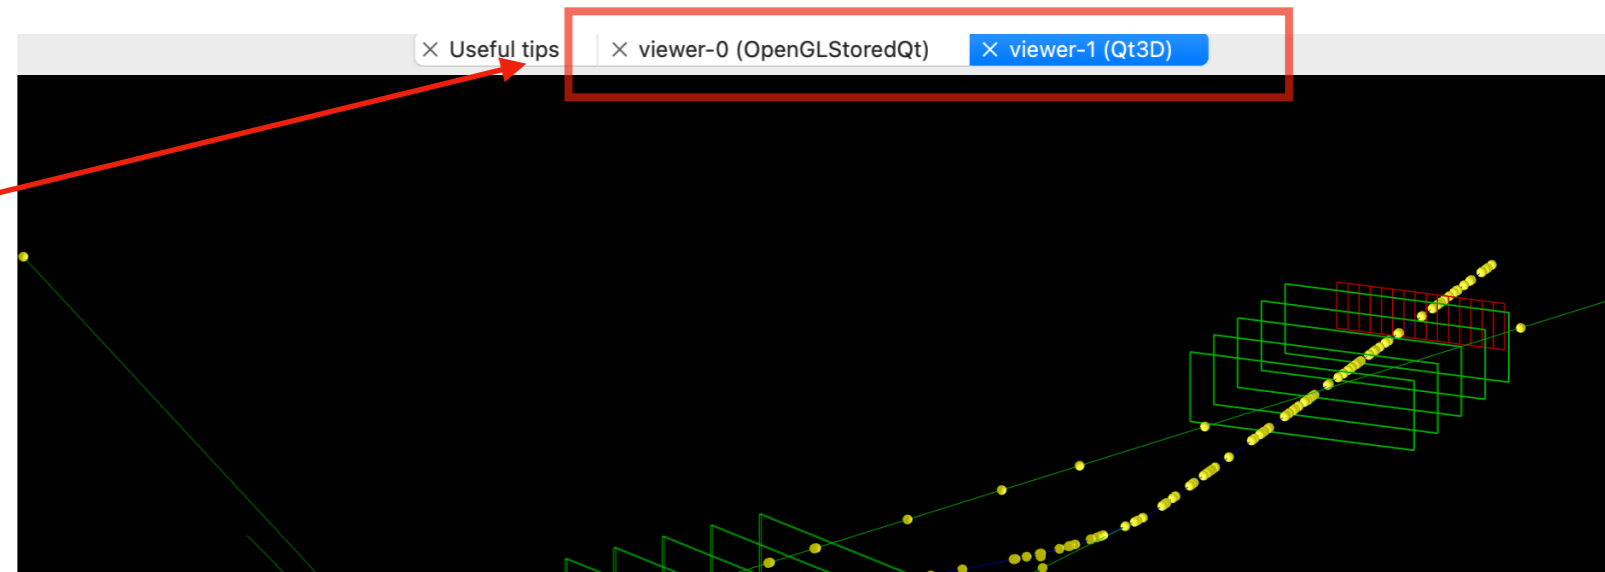 × Useful tips × viewer-0 (OpenGLStoredQt) × viewer-1 (Qt3D)